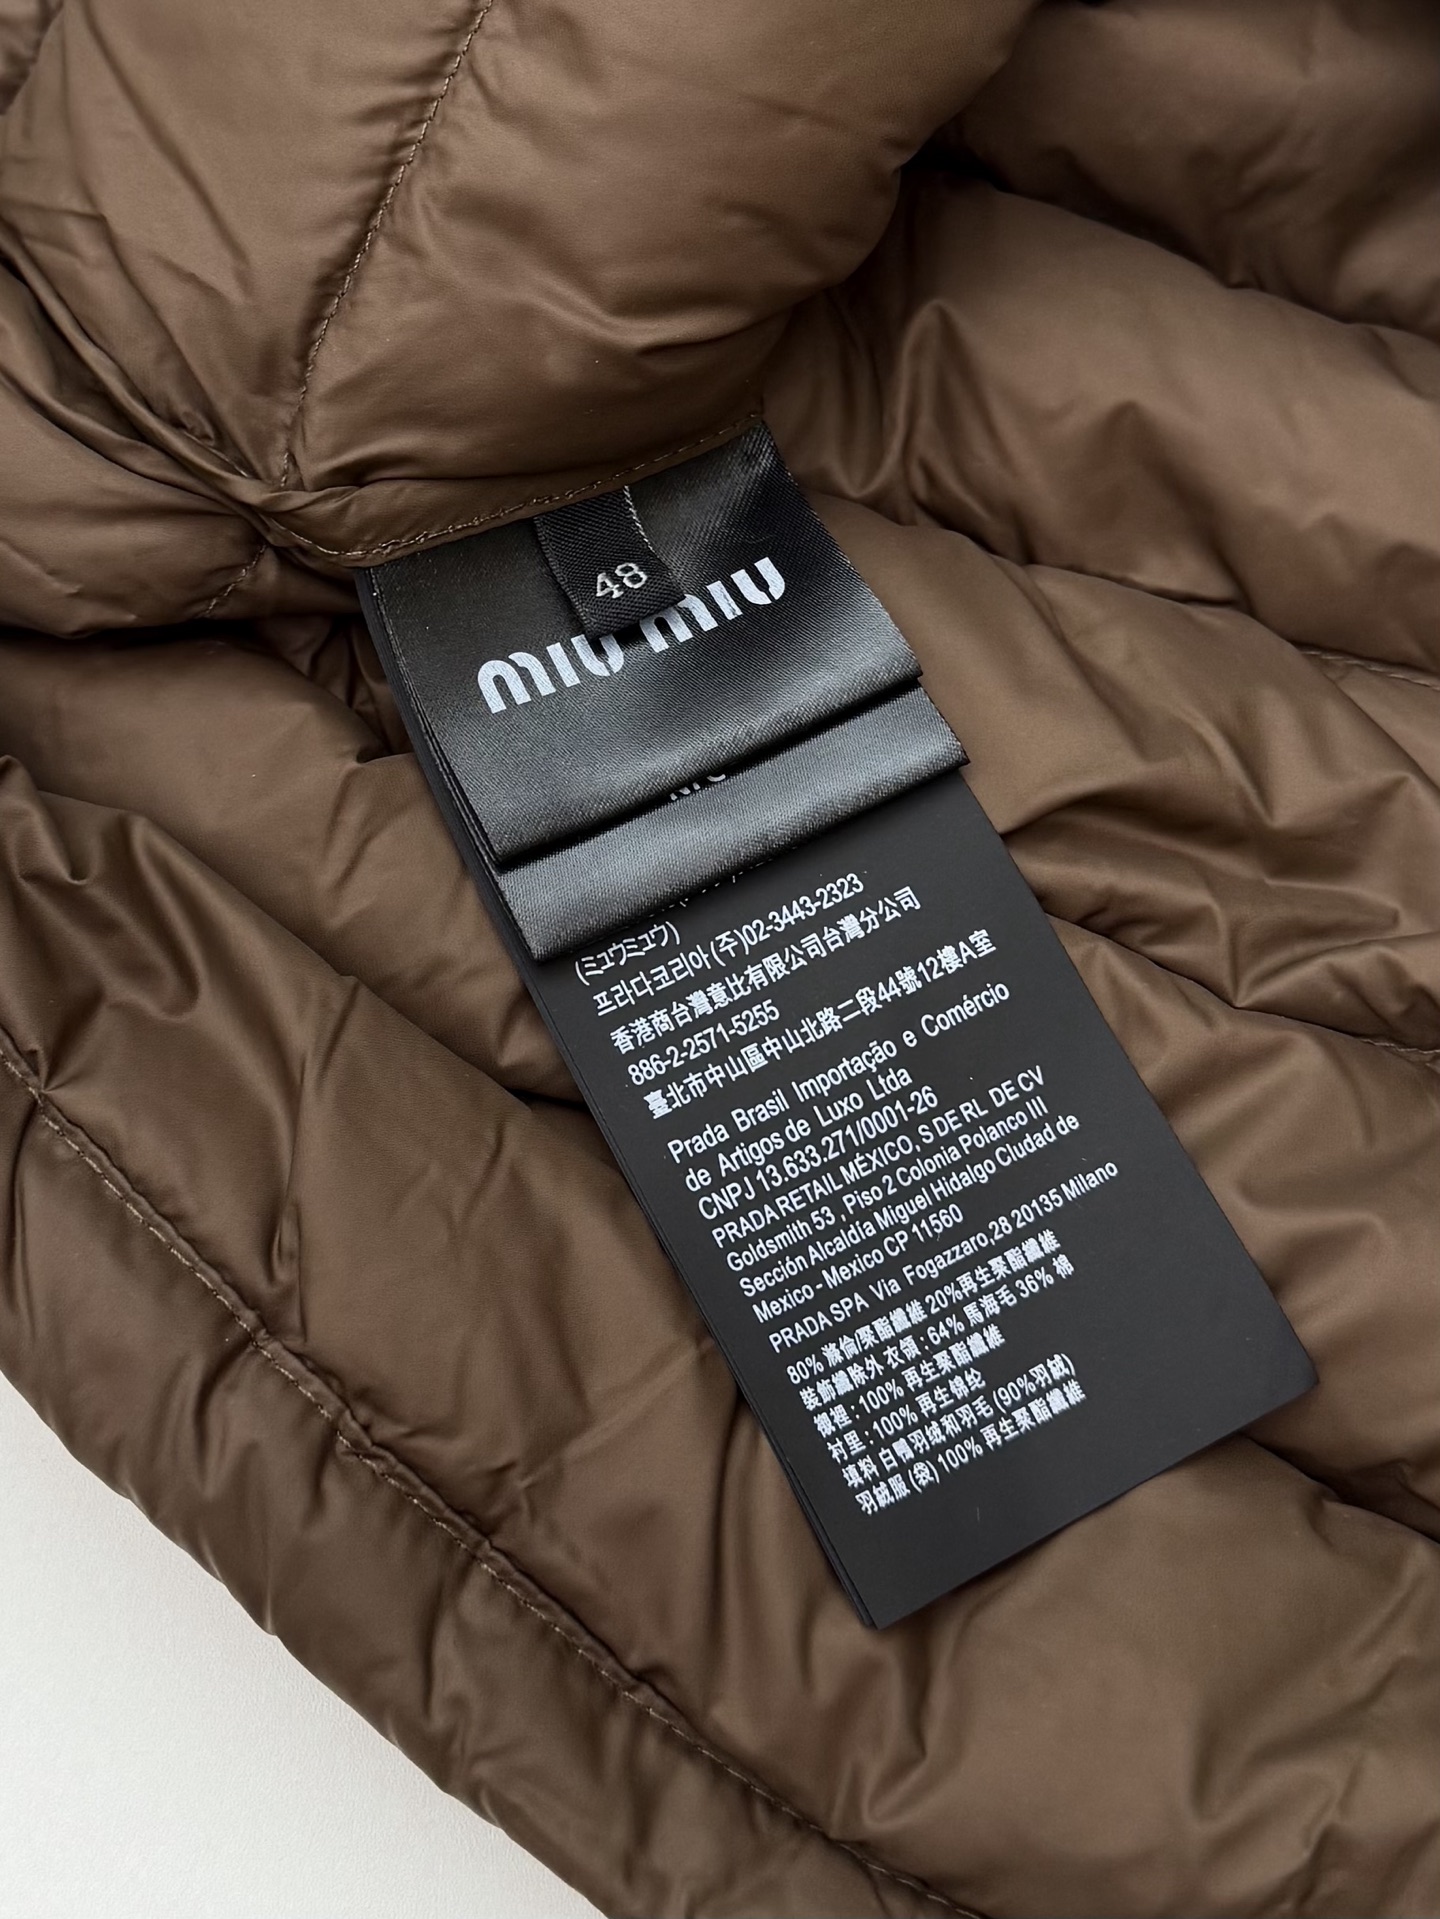 48
miu miu
(ミュウミュウ)
프라다코리아 (주)02-3443-2323
香港商台灣意比有限公司台灣分公司
886-2-2571-5255
臺北市中山區中山北路二段44號12樓A室
Prada Brasil Importação e Comércio
de Artigos de Luxo Ltda
CNPJ 13.633.271/0001-26
PRADA RETAIL MÉXICO, S DE RL DE CV
Goldsmith 53 , Piso 2 Colonia Polanco III
Sección Alcaldía Miguel Hidalgo Cludad de
Mexico - Mexico CP 11560
PRADA SPA Via Fogazzaro,28 20135 Milano
80% 滌倫/聚酯纖維 20%再生聚酯纖維
裝飾纖除外 衣領 : 64% 馬海毛 36% 棉
裡 : 100% 再生聚酯纖維
衬里 : 100% 再生锦纶
填料 白鴨羽绒和羽毛 (90%羽絨)
羽絨服 (袋) 100% 再生聚酯纖維